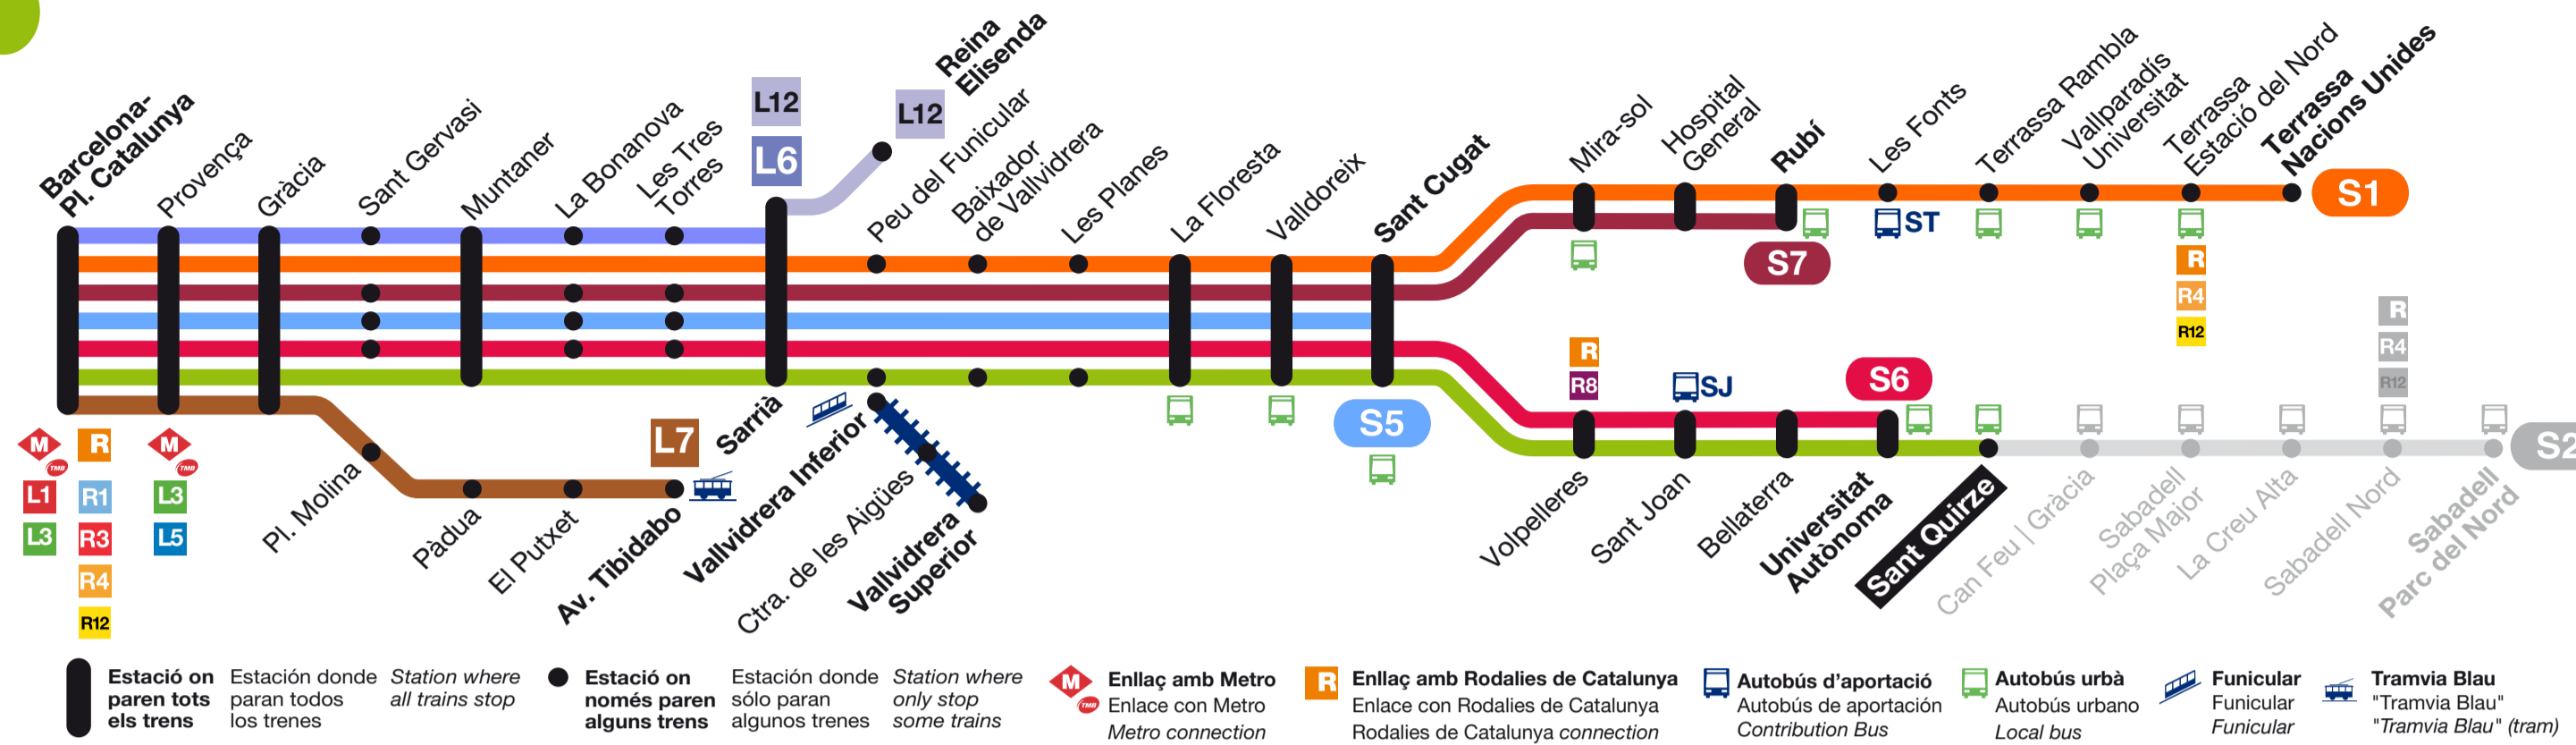 Barcelona-
Pl. Catalunya
Provença
Gràcia
Sant Gervasi
Muntaner
La Bonanova
Les Tres
Torres
L12
L6
Reina
Elisenda
L12
Peu del Funicular
Baixador
de Vallvidrera
Les Planes
La Floresta
Valldoreix
Sant Cugat
Mira-sol
Hospital
General
Rubí
Les Fonts
Terrassa Rambla
Vallparadís
Universitat
Terrassa
Estació del Nord
Terrassa
Nacions Unides
S1
ST
S7
R
R4
R12
R
R4
R12
R
R8
SJ
S6
S5
S2
M
TMB
R
M
TMB
L1
R1
L3
L3
R3
L5
R4
R12
Pl. Molina
Pàdua
El Putxet
Av. Tibidabo
L7
Sarrià
Vallvidrera Inferior
Ctra. de les Aigües
Vallvidrera
Superior
Volpelleres
Sant Joan
Bellaterra
Universitat
Autònoma
Sant Quirze
Can Feu | Gràcia
Sabadell
Plaça Major
La Creu Alta
Sabadell Nord
Sabadell
Parc del Nord
Estació on
paren tots
els trens
Estación donde
paran todos
los trenes
Station where
all trains stop
Estació on
només paren
alguns trens
Estación donde
sólo paran
algunos trenes
Station where
only stop
some trains
M
TMB
Enllaç amb Metro
Enlace con Metro
Metro connection
R
Enllaç amb Rodalies de Catalunya
Enlace con Rodalies de Catalunya
Rodalies de Catalunya connection
Autobús d'aportació
Autobús de aportación
Contribution Bus
Autobús urbà
Autobús urbano
Local bus
Funicular
Funicular
Funicular
Tramvia Blau
"Tramvia Blau"
"Tramvia Blau" (tram)